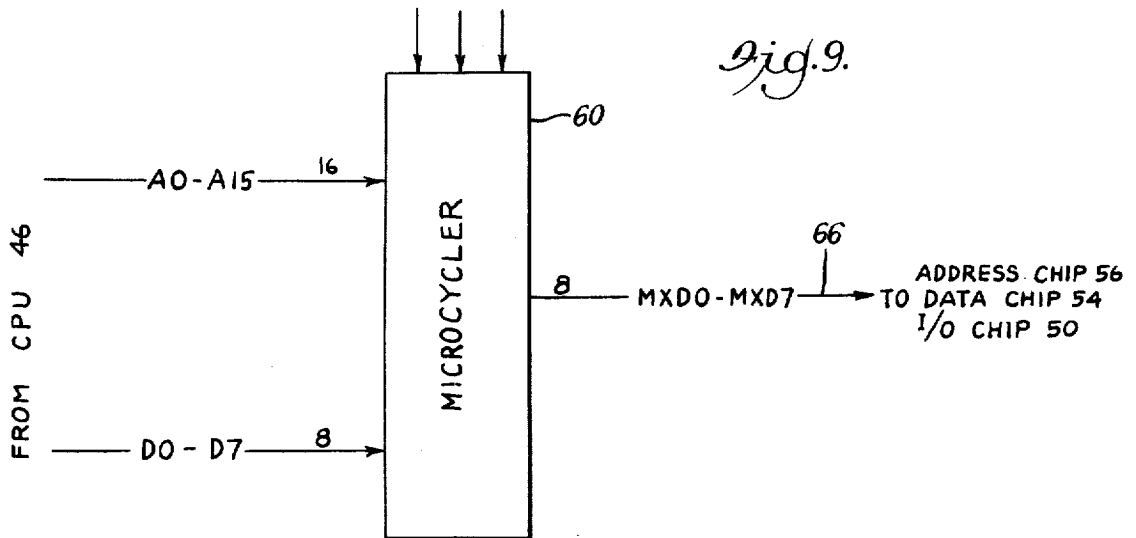 Fig.9.
60
A0-A15 16
FROM CPU 46
MICROCYCLER
66
8 MXD0-MXD7
ADDRESS CHIP 56
TO DATA CHIP 54
I/O CHIP 50
D0-D7 8